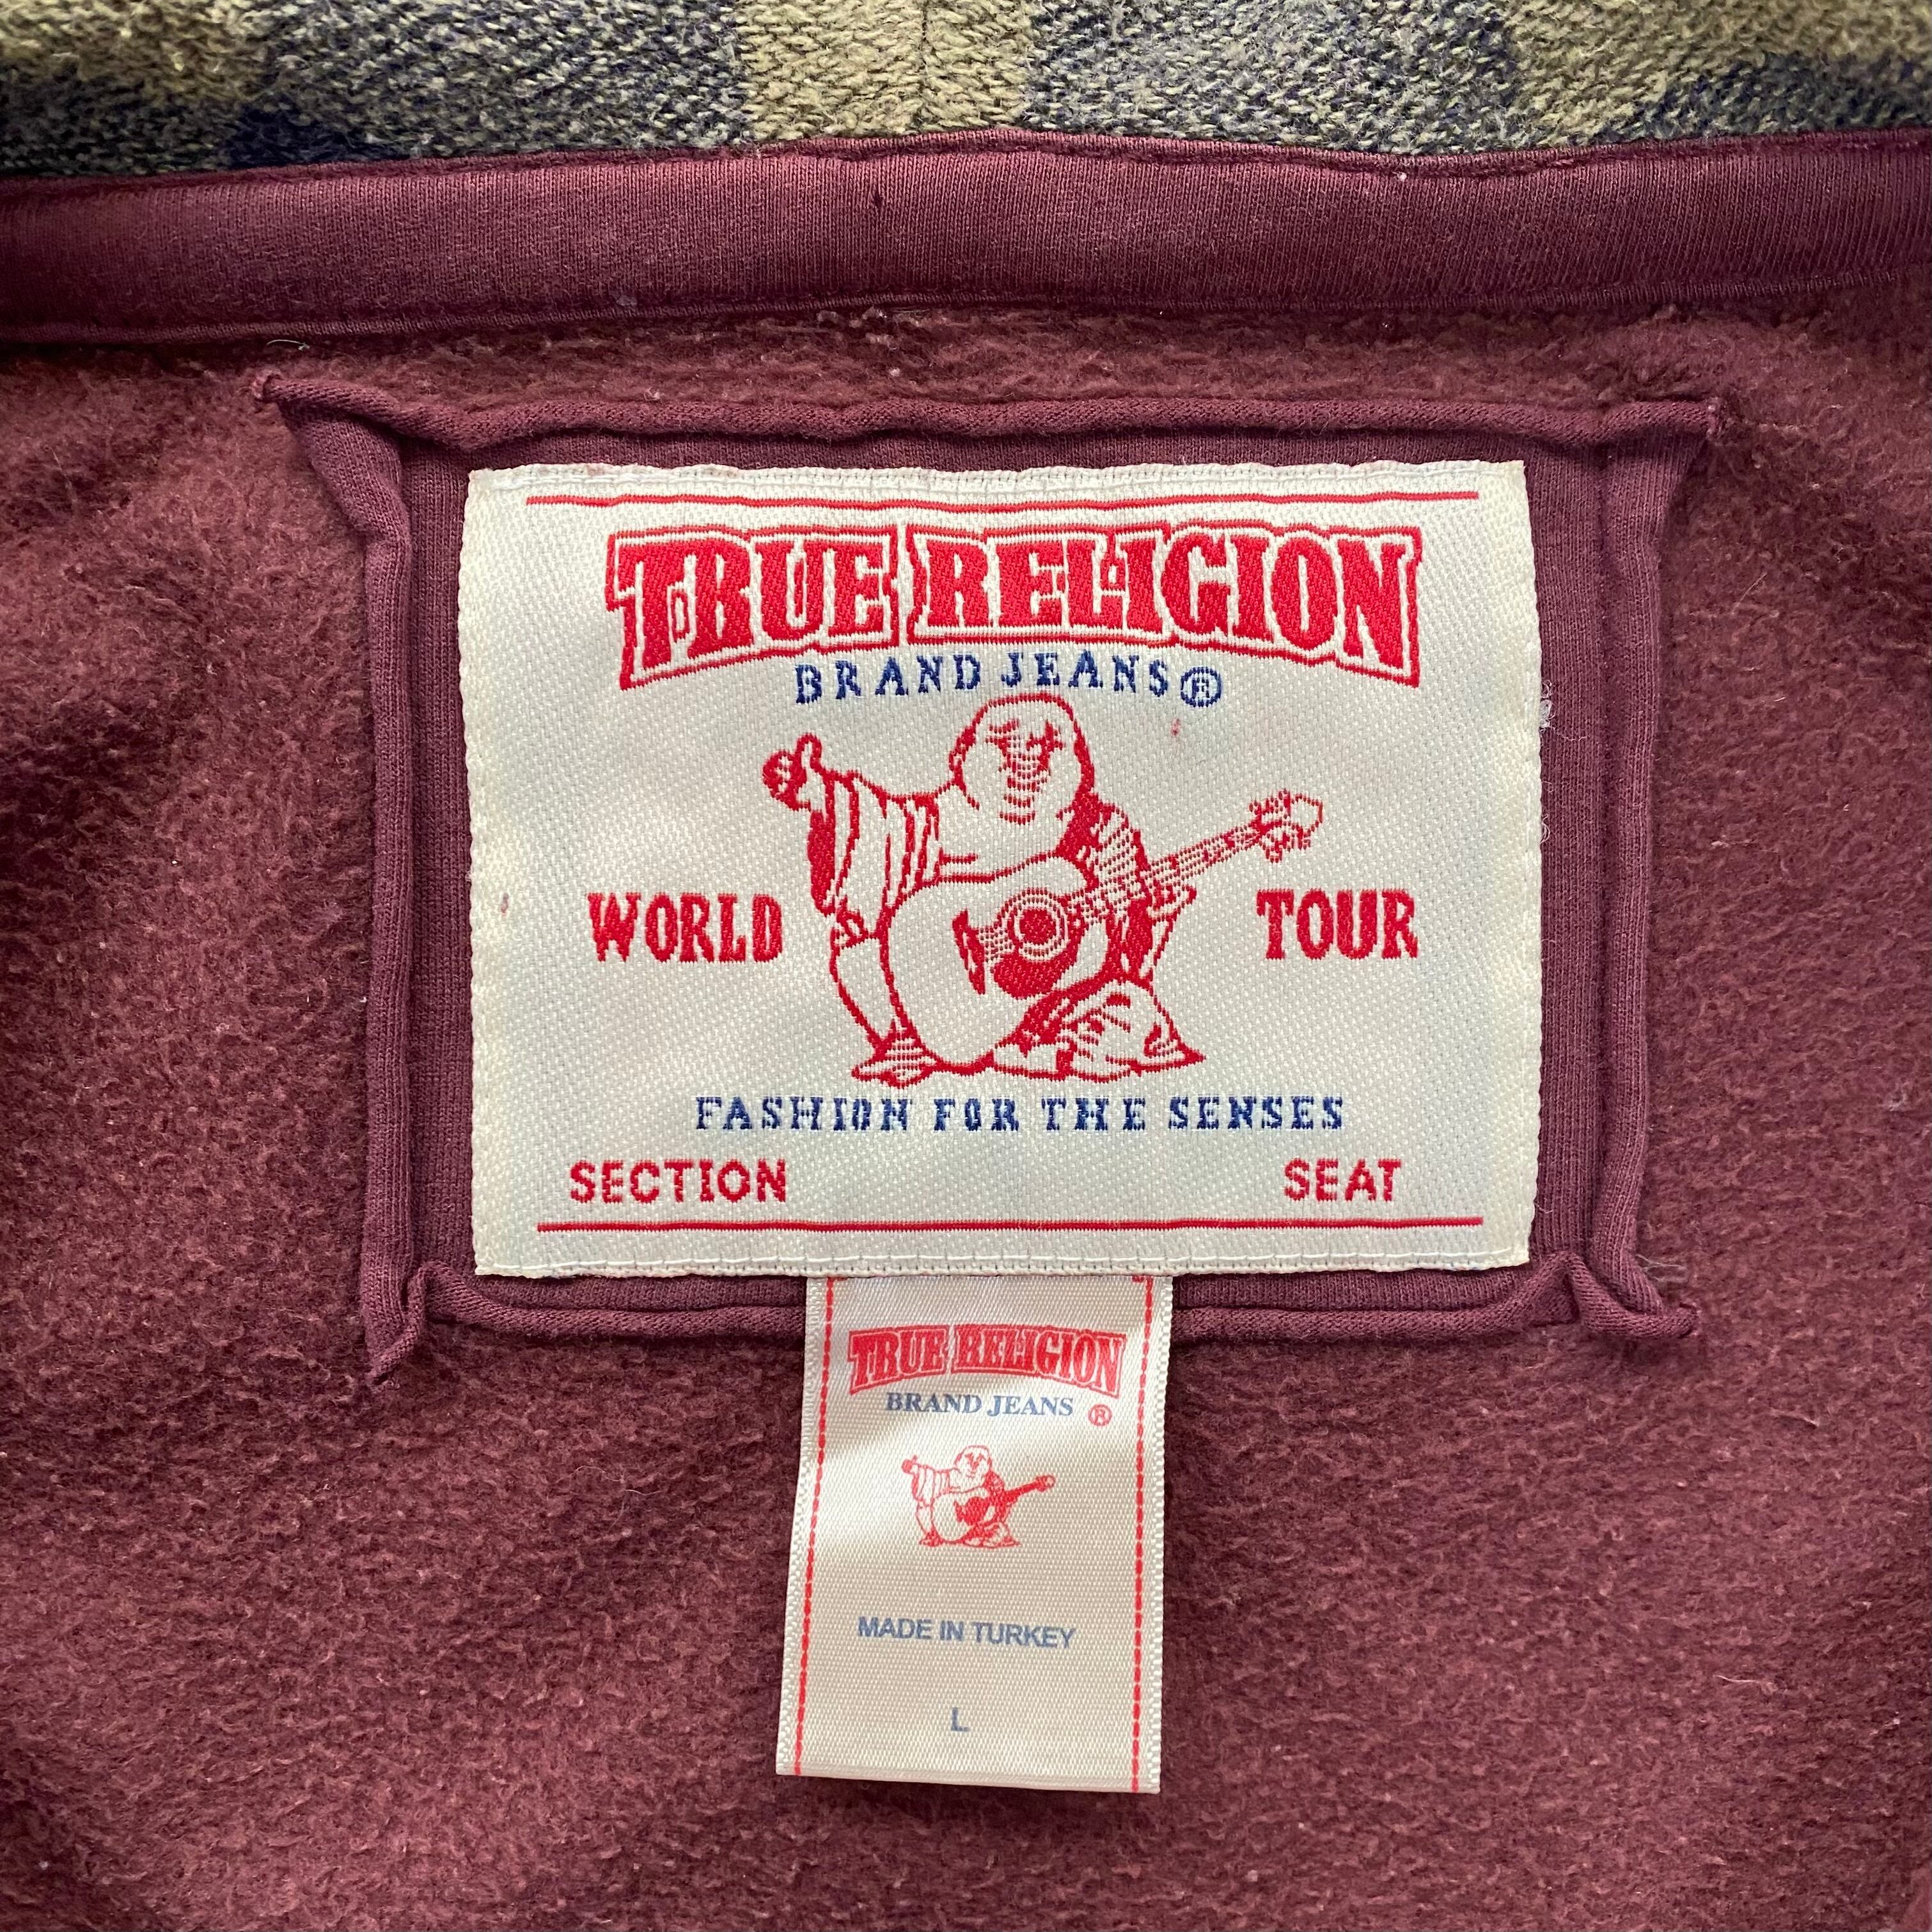 TRUE RELIGION
BRAND JEANS®
WORLD TOUR
FASHION FOR THE SENSES
SECTION SEAT
TRUE RELIGION
BRAND JEANS ®
MADE IN TURKEY
L